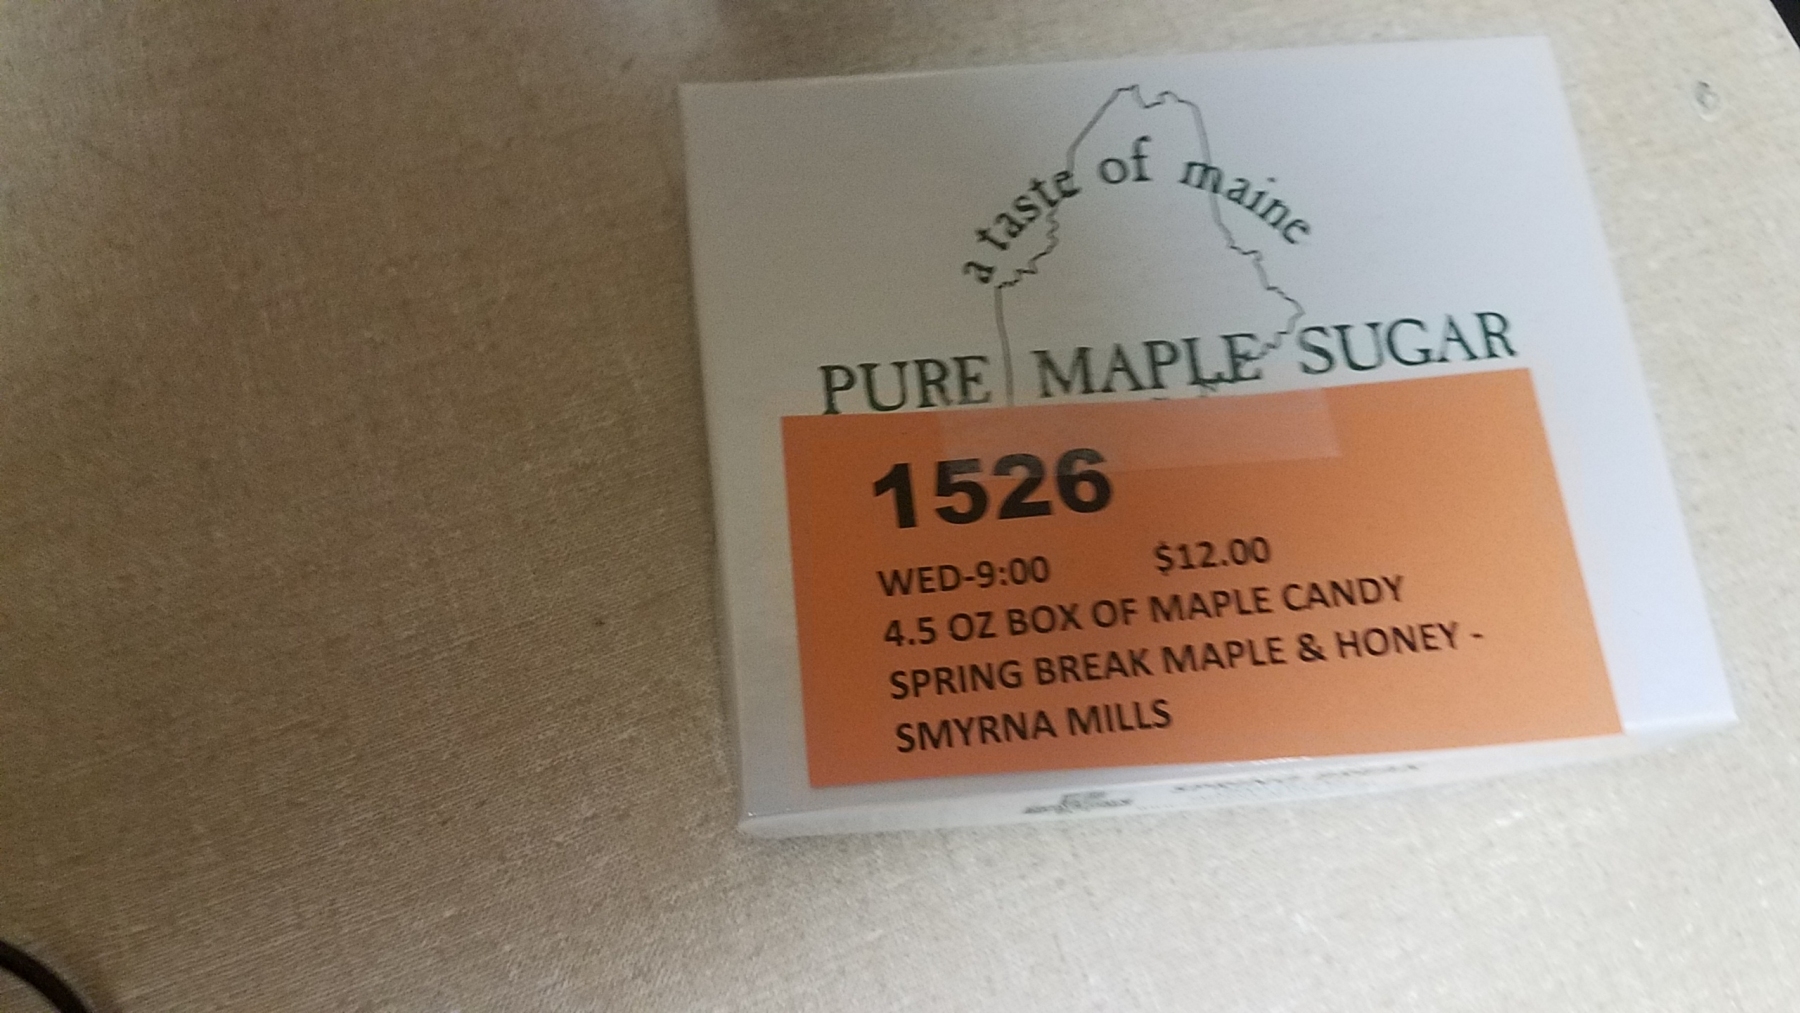 a taste of maine
PURE MAPLE SUGAR
1526
WED-9:00 $12.00
4.5 OZ BOX OF MAPLE CANDY
SPRING BREAK MAPLE & HONEY -
SMYRNA MILLS